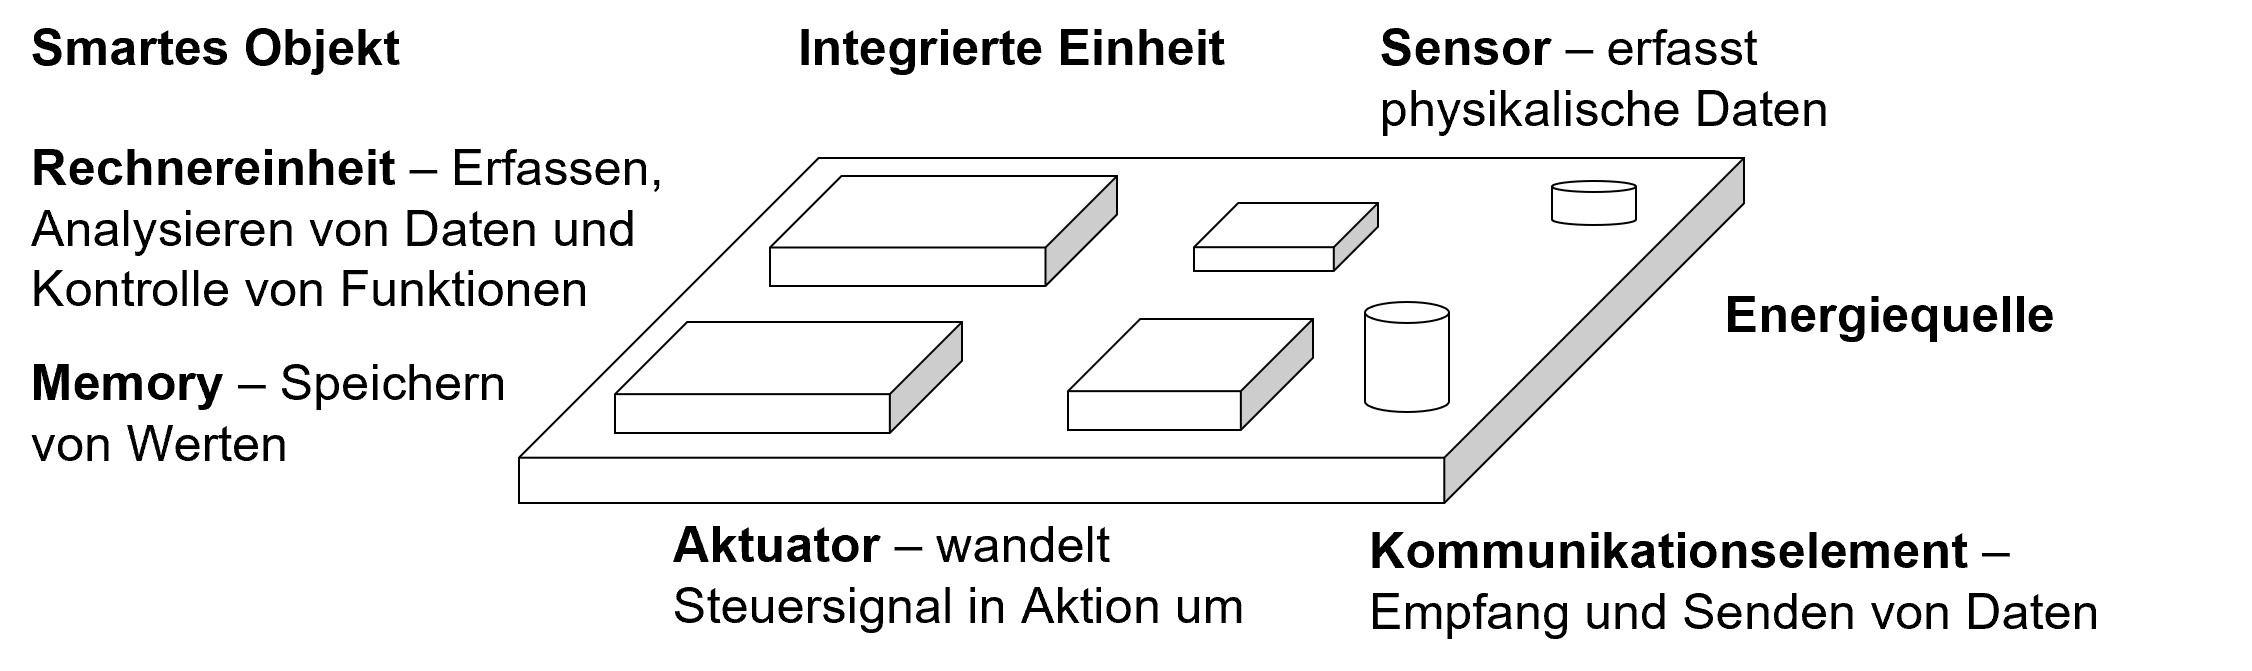 Smartes Objekt
Integrierte Einheit
Sensor – erfasst
physikalische Daten
Rechnereinheit – Erfassen,
Analysieren von Daten und
Kontrolle von Funktionen
Energiequelle
Memory – Speichern
von Werten
Aktuator – wandelt
Steuersignal in Aktion um
Kommunikationselement –
Empfang und Senden von Daten